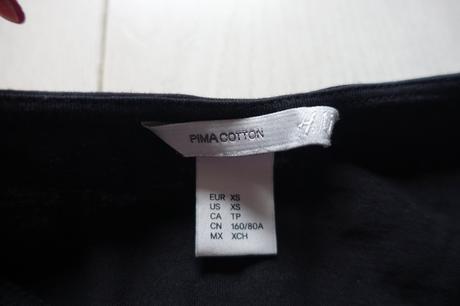 PIMA COTTON
EUR XS
US XS
CA TP
CN 160/80A
MX XCH